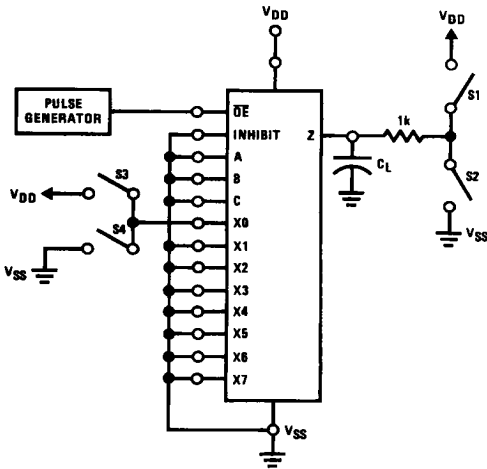 VDD
VDD
PULSE
GENERATOR
OE
S1
INHIBIT
Z
1k
A
CL
B
S2
S3
C
VDD
X0
S4
X1
VSS
VSS
X2
X3
X4
X5
X6
X7
VSS